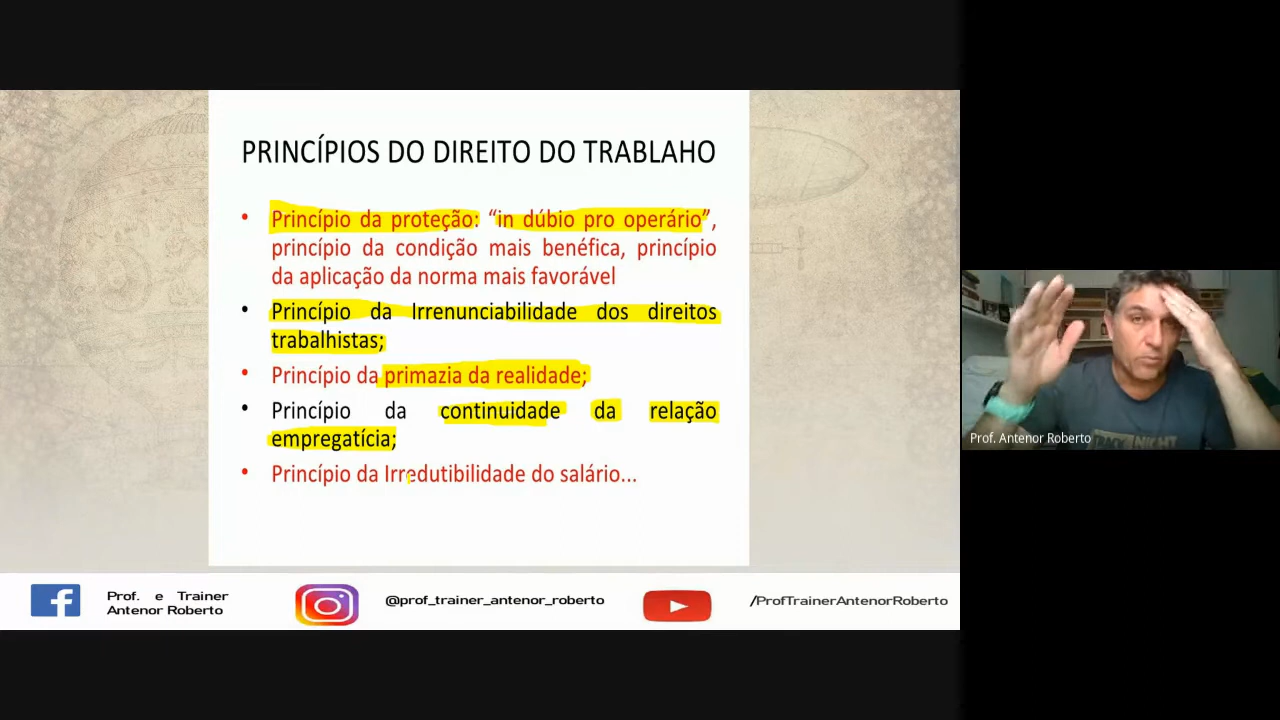 PRINCÍPIOS DO DIREITO DO TRABLAHO
• Princípio da proteção: “in dúbio pro operário”,
princípio da condição mais benéfica, princípio
da aplicação da norma mais favorável
• Princípio da Irrenunciabilidade dos direitos
trabalhistas;
• Princípio da primazia da realidade;
• Princípio da continuidade da relação
empregatícia;
• Princípio da Irredutibilidade do salário...
Prof. e Trainer
Antenor Roberto
@prof_trainer_antenor_roberto
/ProfTrainerAntenorRoberto
Prof. Antenor Roberto